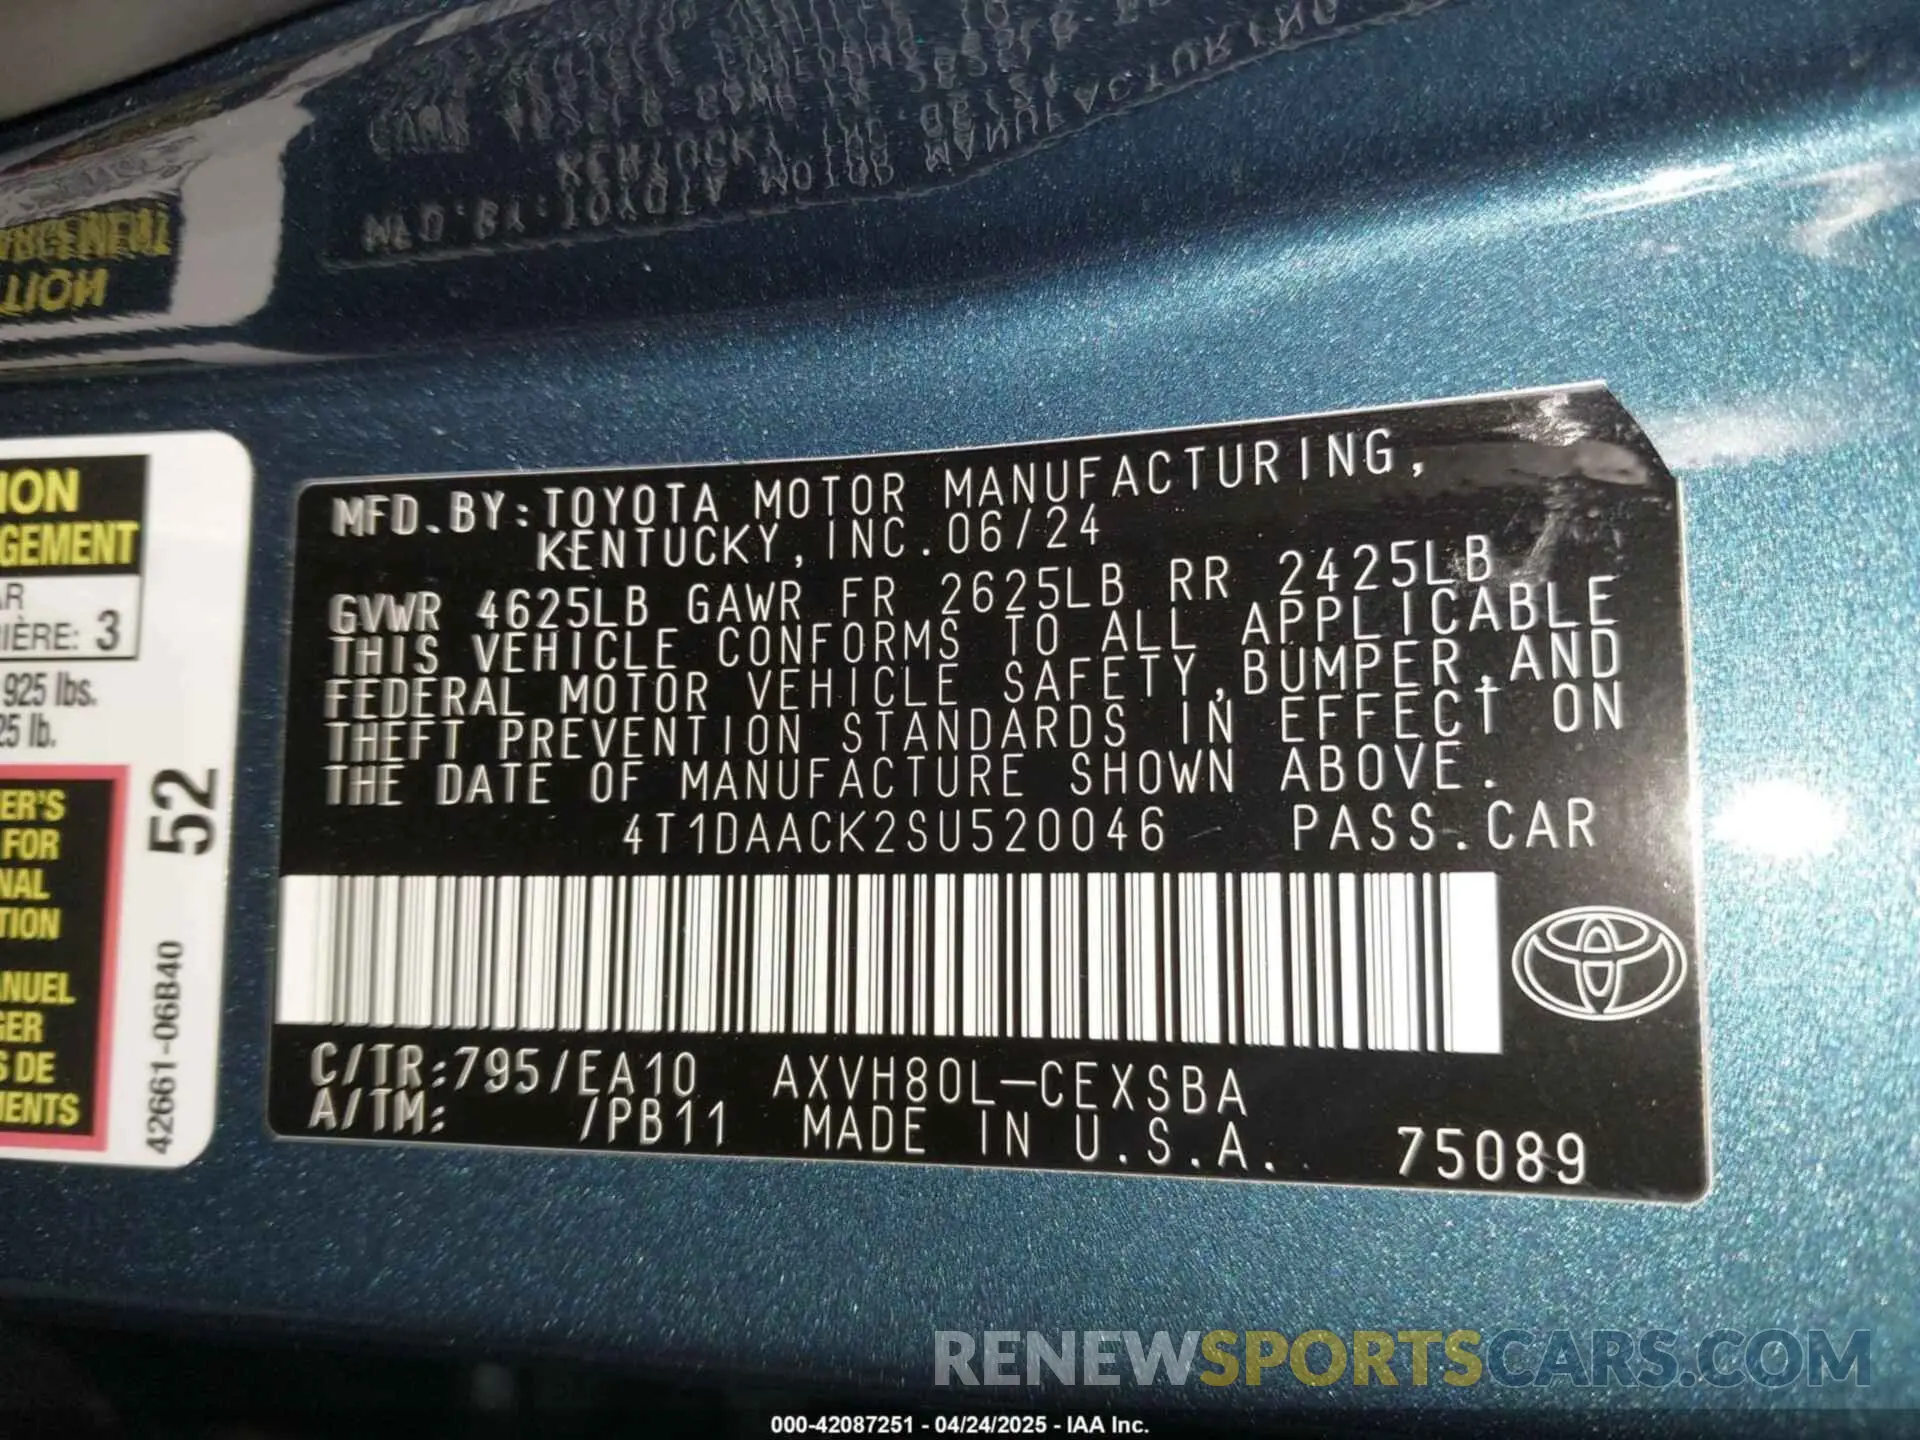 MFD. BY: TOYOTA MOTOR MANUFACTURING,
KENTUCKY, INC. 06/24
GVWR 4625LB GAWR FR 2625LB RR 2425LB
THIS VEHICLE CONFORMS TO ALL APPLICABLE
FEDERAL MOTOR VEHICLE SAFETY, BUMPER, AND
THEFT PREVENTION STANDARDS IN EFFECT ON
THE DATE OF MANUFACTURE SHOWN ABOVE.
4T1DAACK2SU520046 PASS. CAR
C/TR: 795/EA10 AXVH80L-CEXSBA
A/TM: /PB11 MADE IN U.S.A. 75089
ION
GEMENT
AR
IÈRE: 3
925 lbs.
25 lb.
ER'S
FOR
NAL
TION
ANUEL
GER
S DE
MENTS
52
42661-06B40
RENEWSPORTSCARS.COM
000-42087251 - 04/24/2025 - IAA Inc.